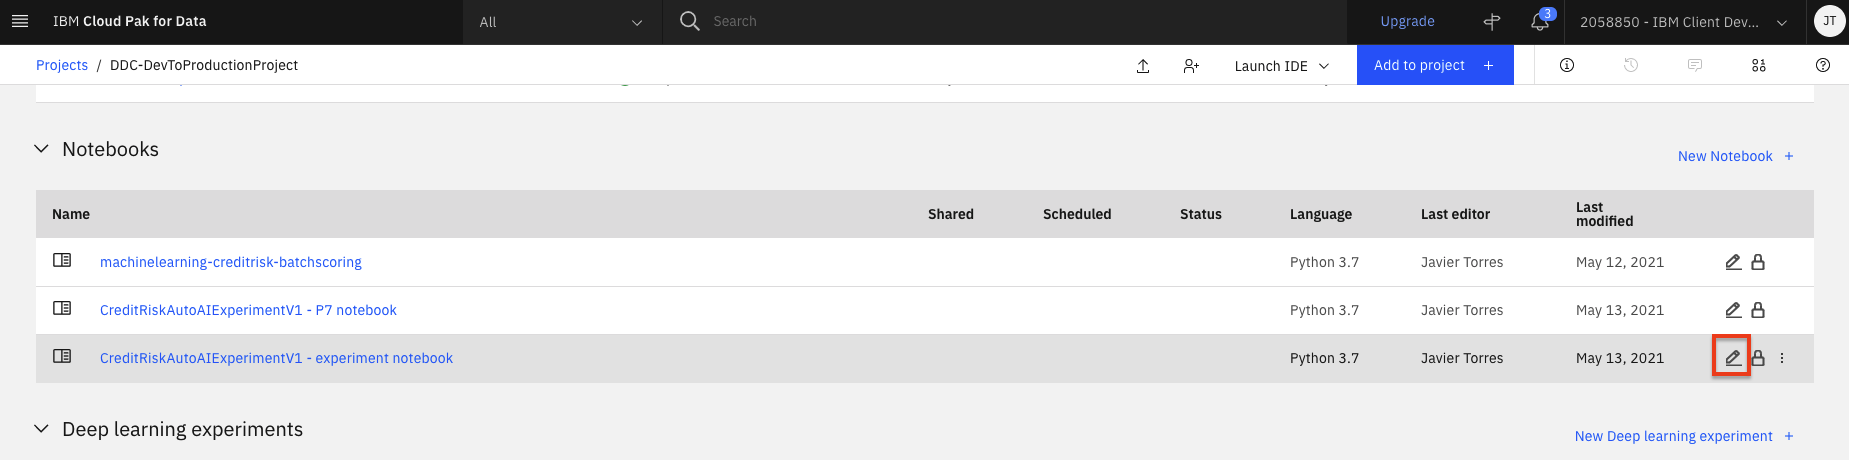 IBM Cloud Pak for Data All Search Upgrade 3 2058850 - IBM Client Dev... JT
Projects / DDC-DevToProductionProject Launch IDE Add to project +
Notebooks
New Notebook +
Name Shared Scheduled Status Language Last editor Last modified
machinelearning-creditrisk-batchscoring Python 3.7 Javier Torres May 12, 2021
CreditRiskAutoAIExperimentV1 - P7 notebook Python 3.7 Javier Torres May 13, 2021
CreditRiskAutoAIExperimentV1 - experiment notebook Python 3.7 Javier Torres May 13, 2021
Deep learning experiments
New Deep learning experiment +